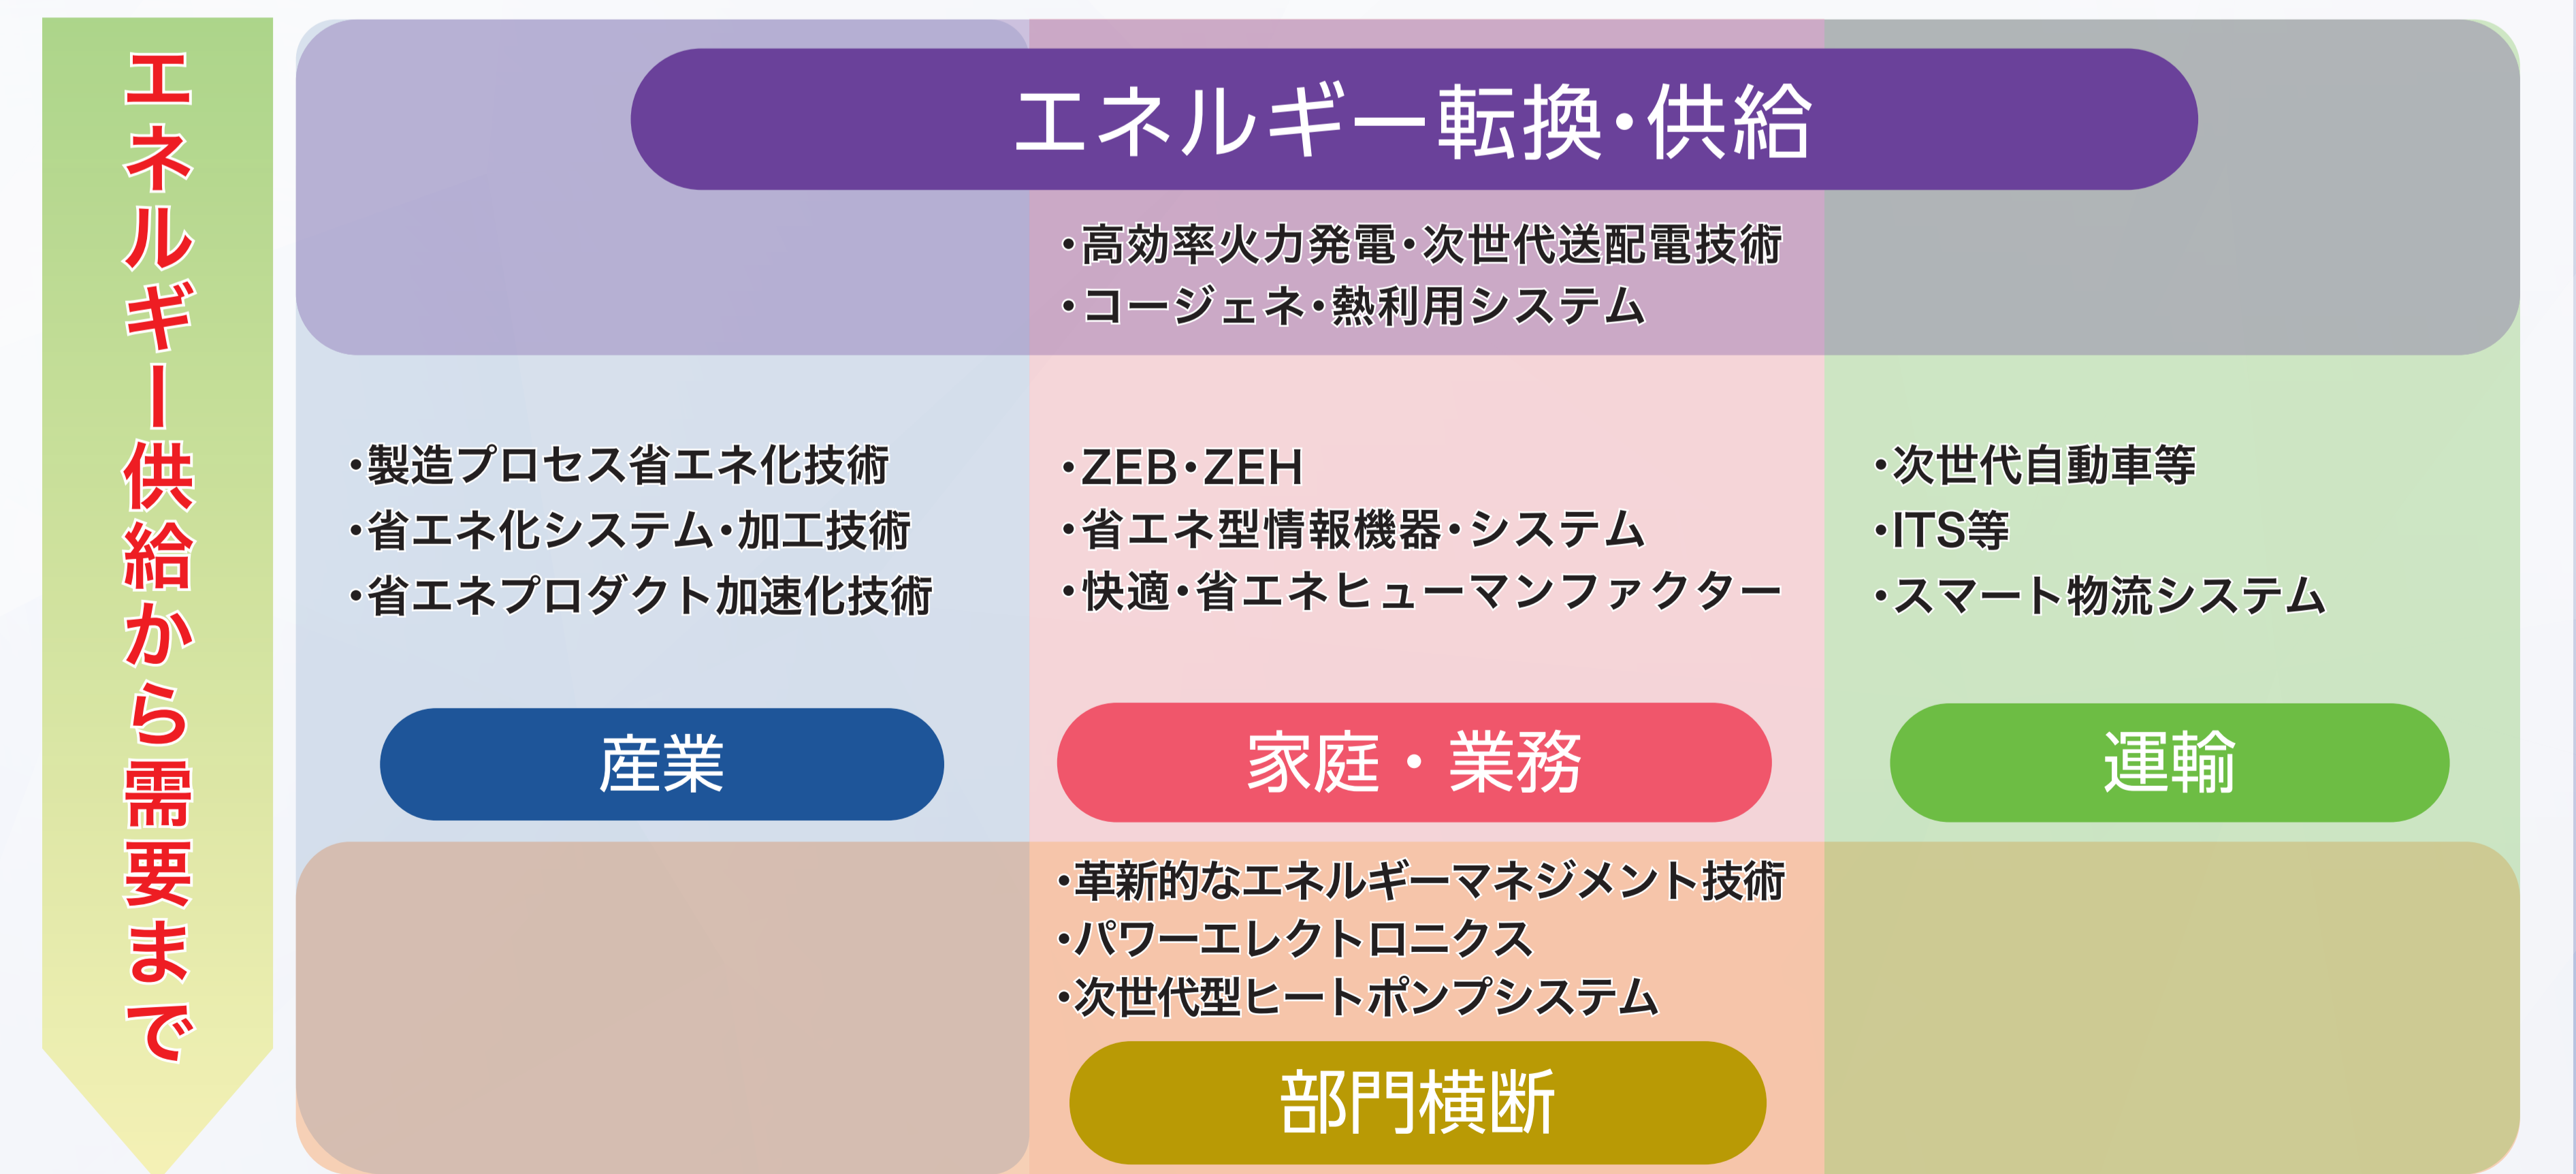 エネルギー供給から需要まで
エネルギー転換・供給
・高効率火力発電・次世代送配電技術
・コージェネ・熱利用システム
・製造プロセス省エネ化技術
・省エネ化システム・加工技術
・省エネプロダクト加速化技術
産業
・ZEB・ZEH
・省エネ型情報機器・システム
・快適・省エネヒューマンファクター
家庭・業務
・次世代自動車等
・ITS等
・スマート物流システム
運輸
・革新的なエネルギーマネジメント技術
・パワーエレクトロニクス
・次世代型ヒートポンプシステム
部門横断